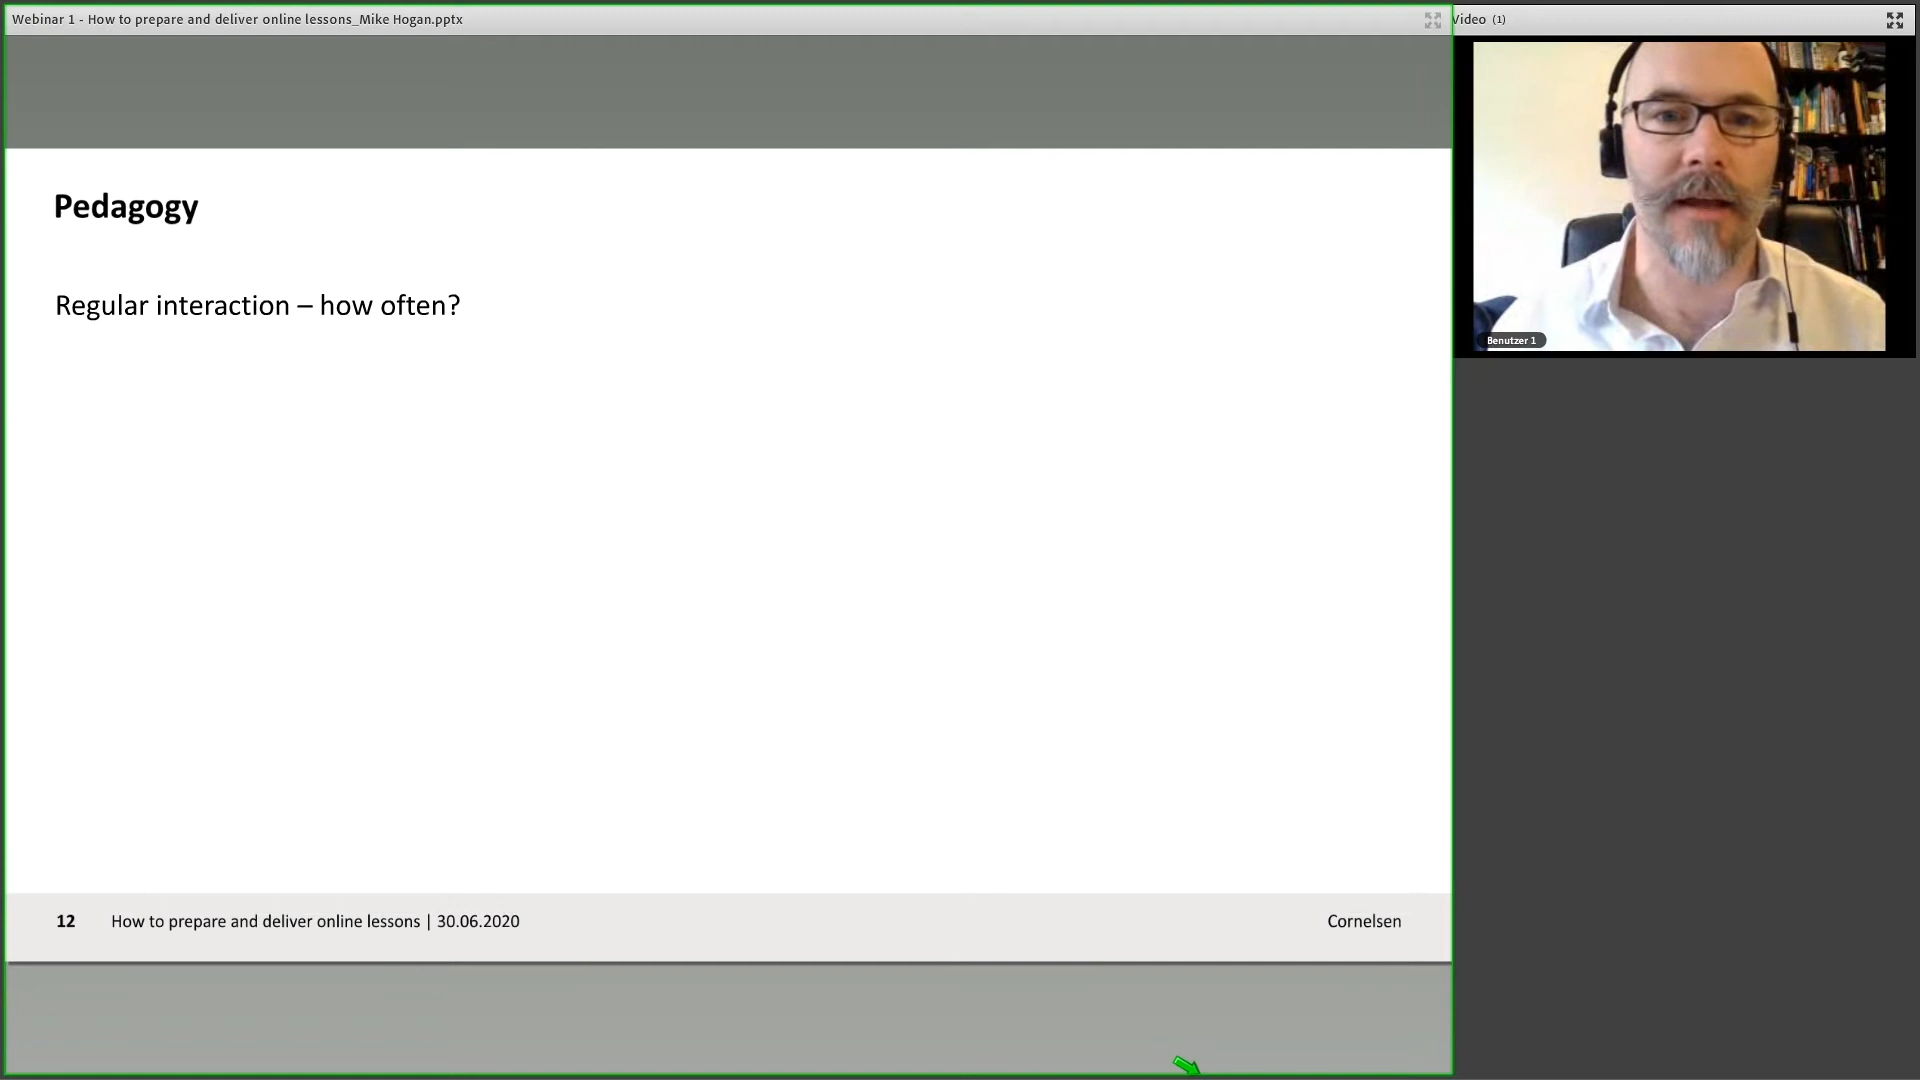 Webinar 1 - How to prepare and deliver online lessons_Mike Hogan.pptx
Video (1)
Pedagogy
Regular interaction – how often?
Benutzer 1
12 How to prepare and deliver online lessons | 30.06.2020 Cornelsen